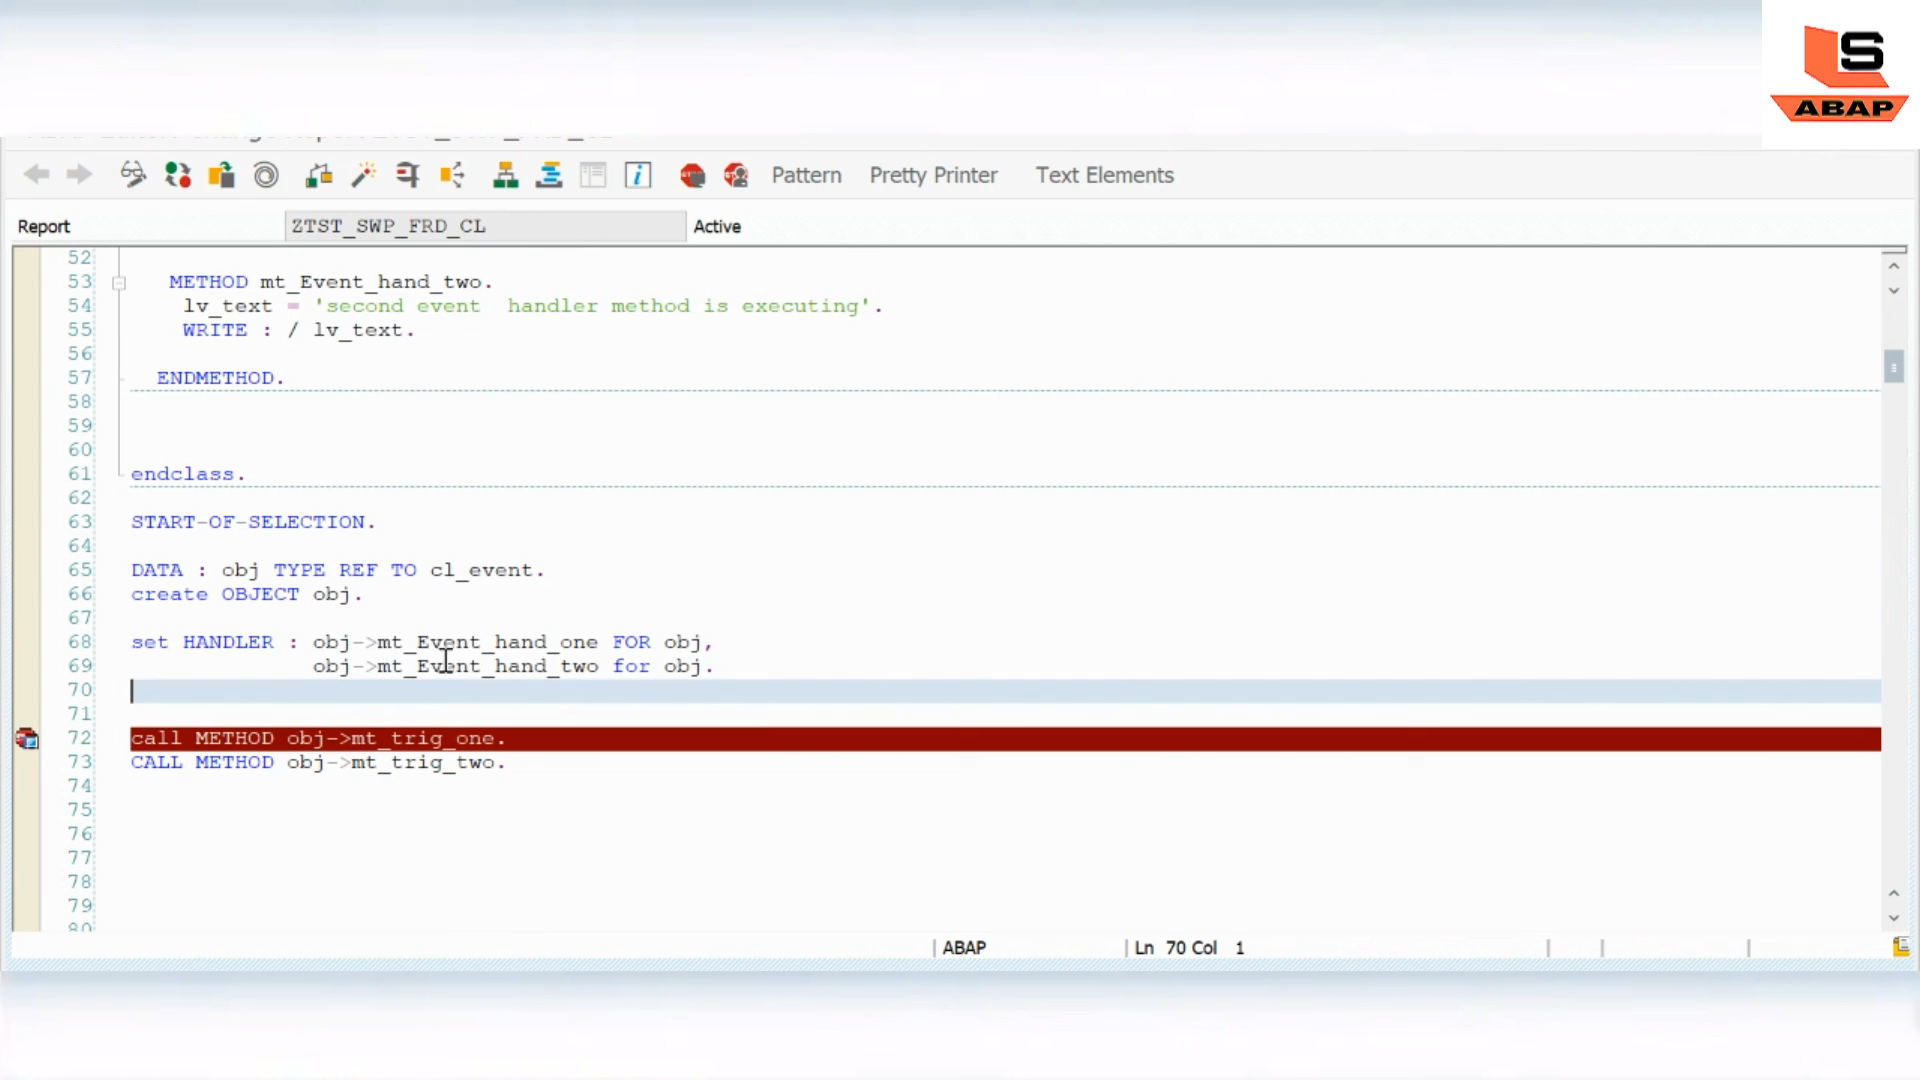 LS
ABAP
Pattern Pretty Printer Text Elements
Report ZTST_SWP_FRD_CL Active
52
53 METHOD mt_Event_hand_two.
54 lv_text = 'second event  handler method is executing'.
55 WRITE : / lv_text.
56
57 ENDMETHOD.
58
59
60
61 endclass.
62
63 START-OF-SELECTION.
64
65 DATA : obj TYPE REF TO cl_event.
66 create OBJECT obj.
67
68 set HANDLER : obj->mt_Event_hand_one FOR obj,
69 obj->mt_Event_hand_two for obj.
70
71
72 call METHOD obj->mt_trig_one.
73 CALL METHOD obj->mt_trig_two.
74
75
76
77
78
79
80
ABAP Ln 70 Col 1